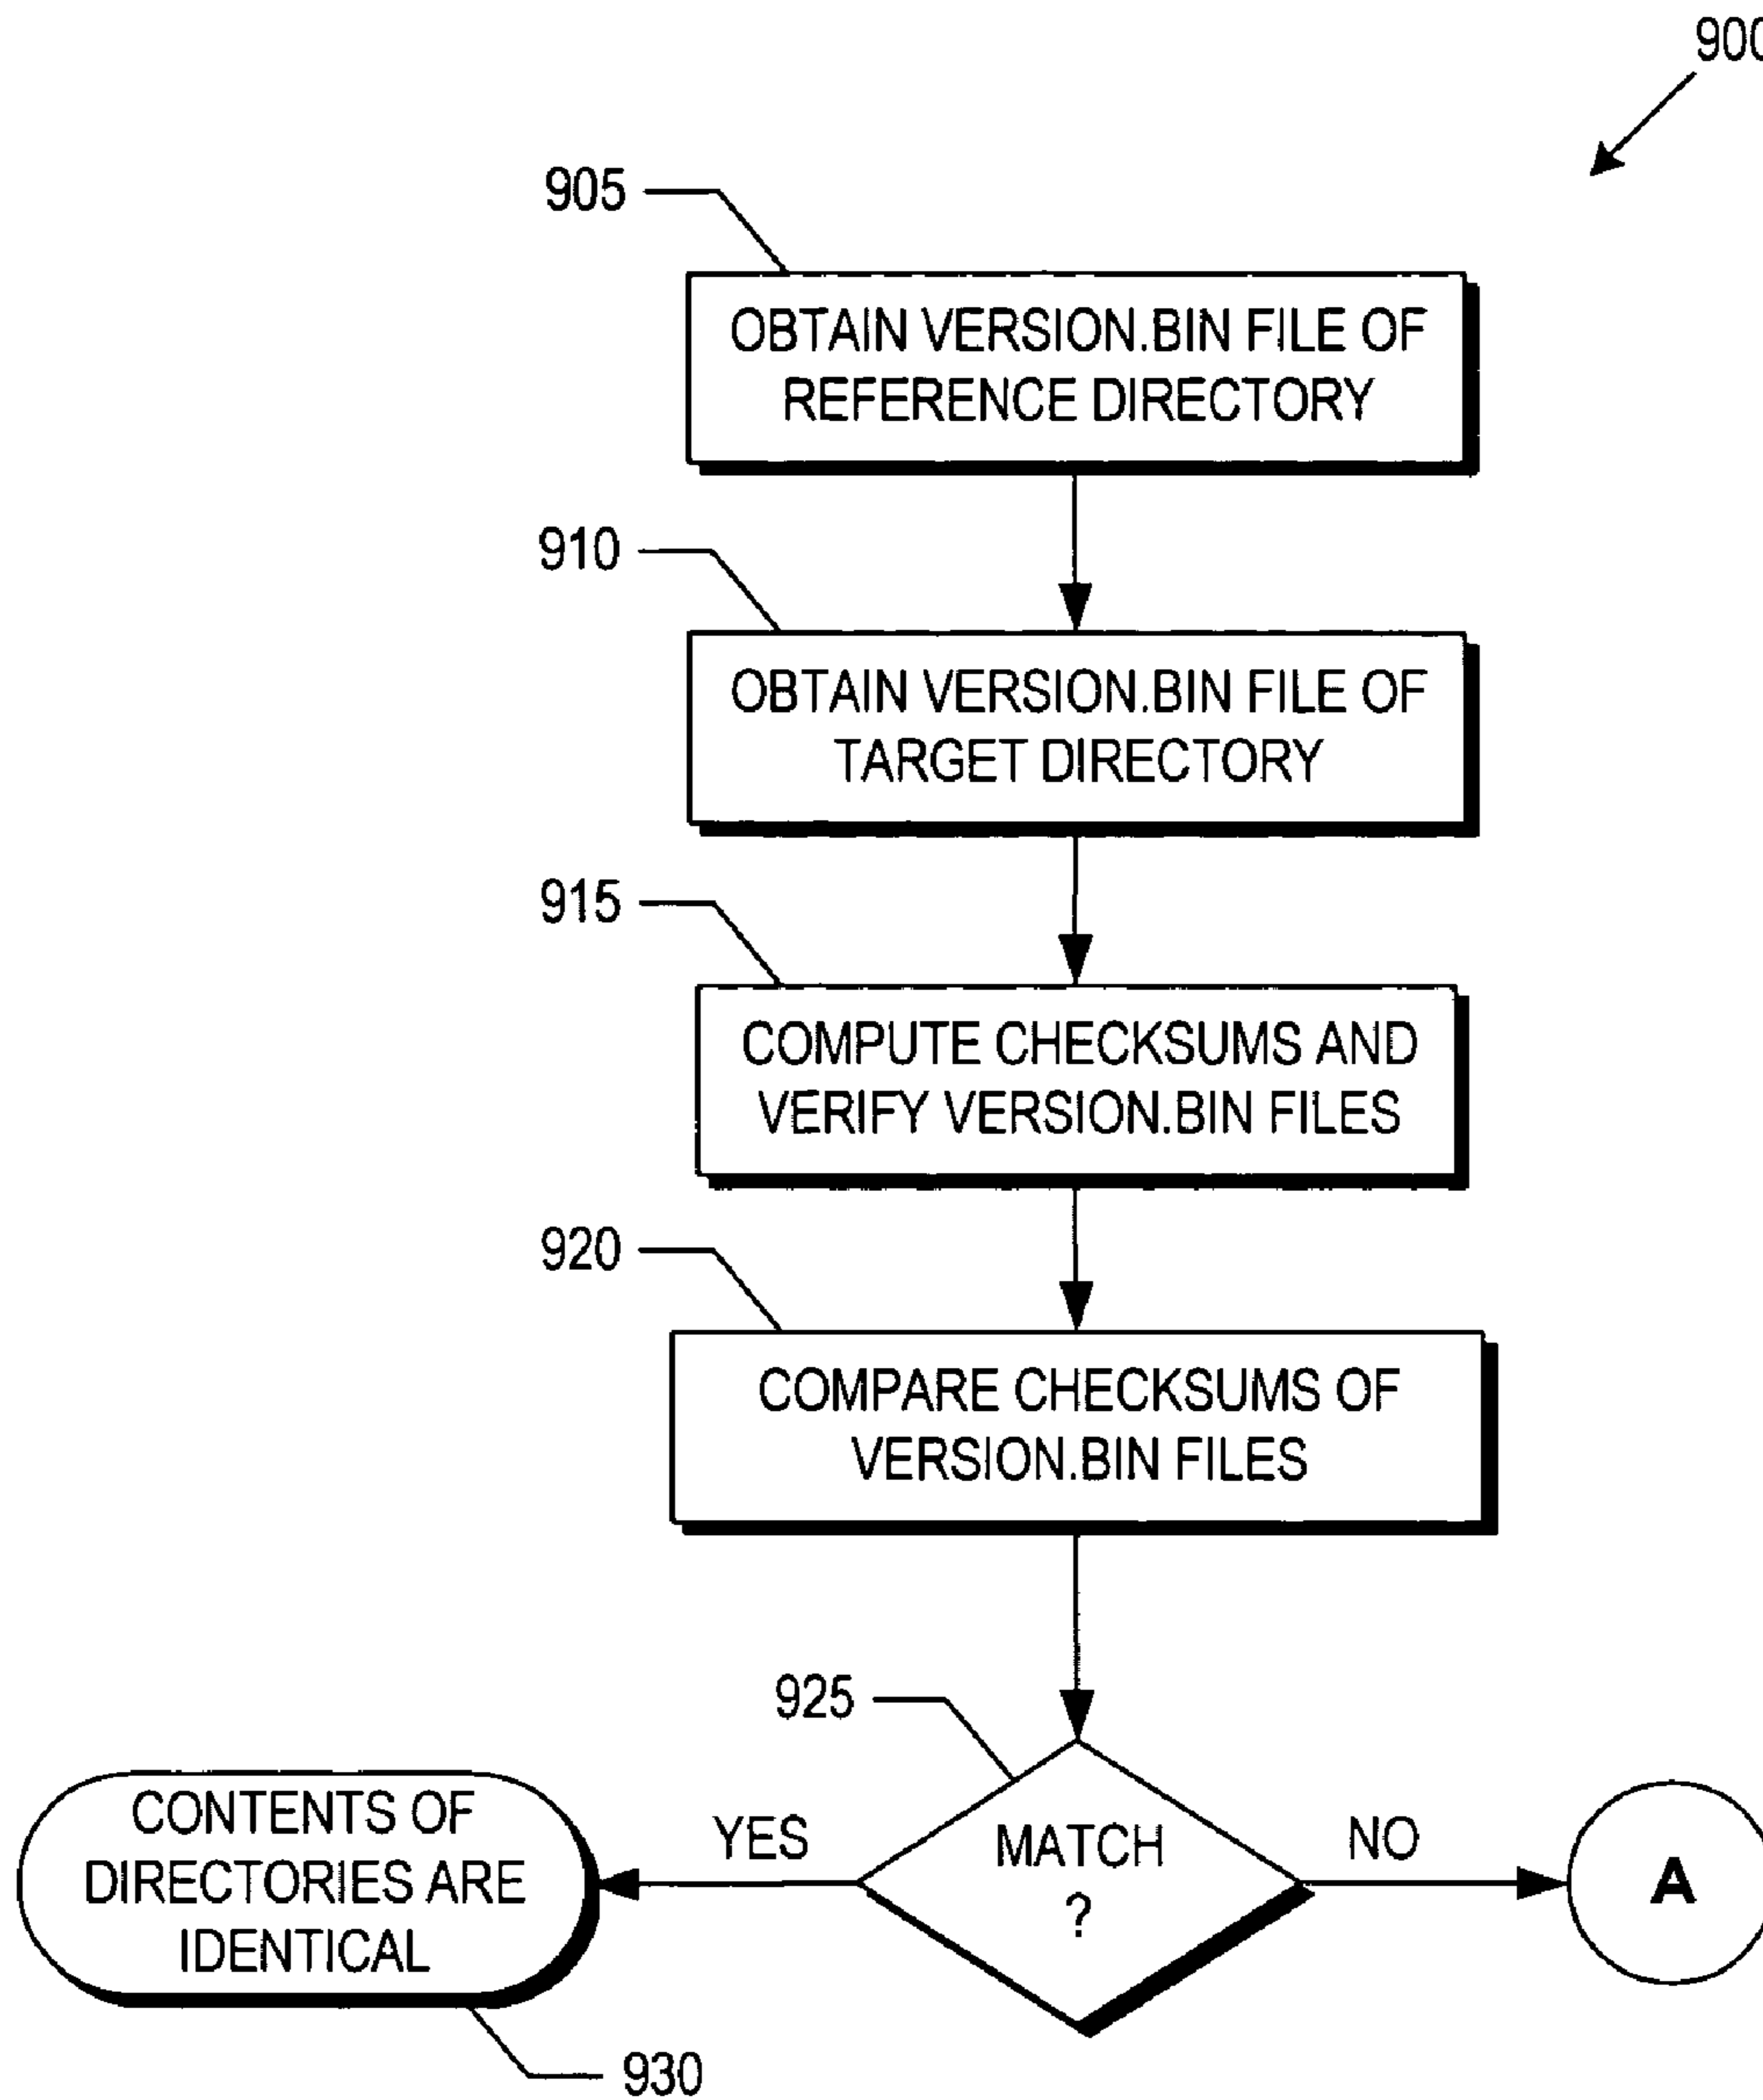 900
905
OBTAIN VERSION.BIN FILE OF
REFERENCE DIRECTORY
910
OBTAIN VERSION.BIN FILE OF
TARGET DIRECTORY
915
COMPUTE CHECKSUMS AND
VERIFY VERSION.BIN FILES
920
COMPARE CHECKSUMS OF
VERSION.BIN FILES
925
MATCH
?
YES
NO
CONTENTS OF
DIRECTORIES ARE
IDENTICAL
A
930